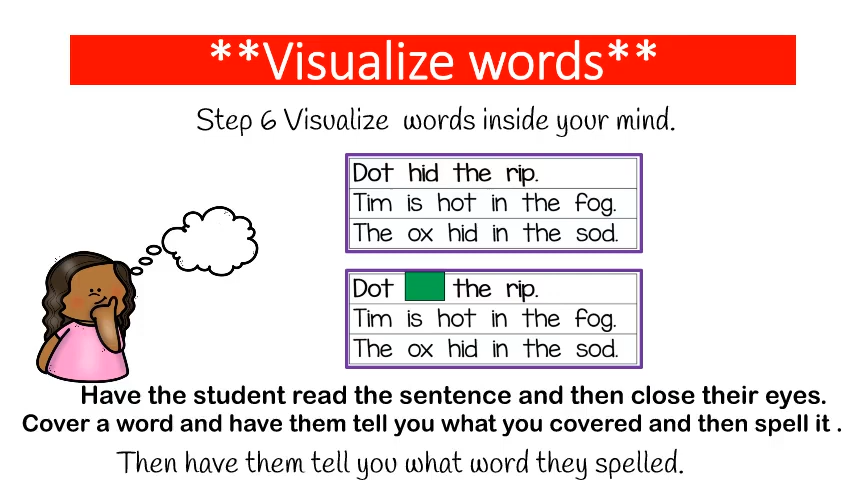 **Visualize words**
Step 6 Visualize words inside your mind.
Dot hid the rip.
Tim is hot in the fog.
The ox hid in the sod.
Dot the rip.
Tim is hot in the fog.
The ox hid in the sod.
Have the student read the sentence and then close their eyes.
Cover a word and have them tell you what you covered and then spell it .
Then have them tell you what word they spelled.